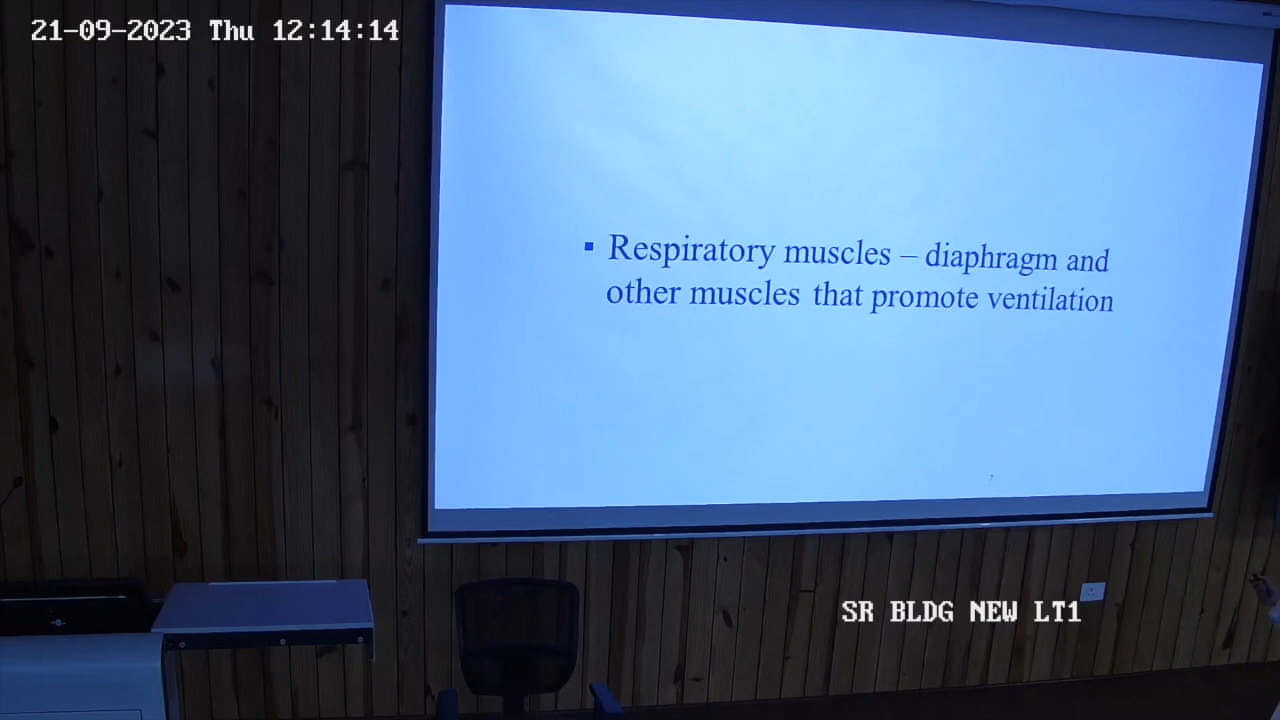 21-09-2023 Thu 12:14:14
▪ Respiratory muscles – diaphragm and
other muscles that promote ventilation
7
SR BLDG NEW LT1